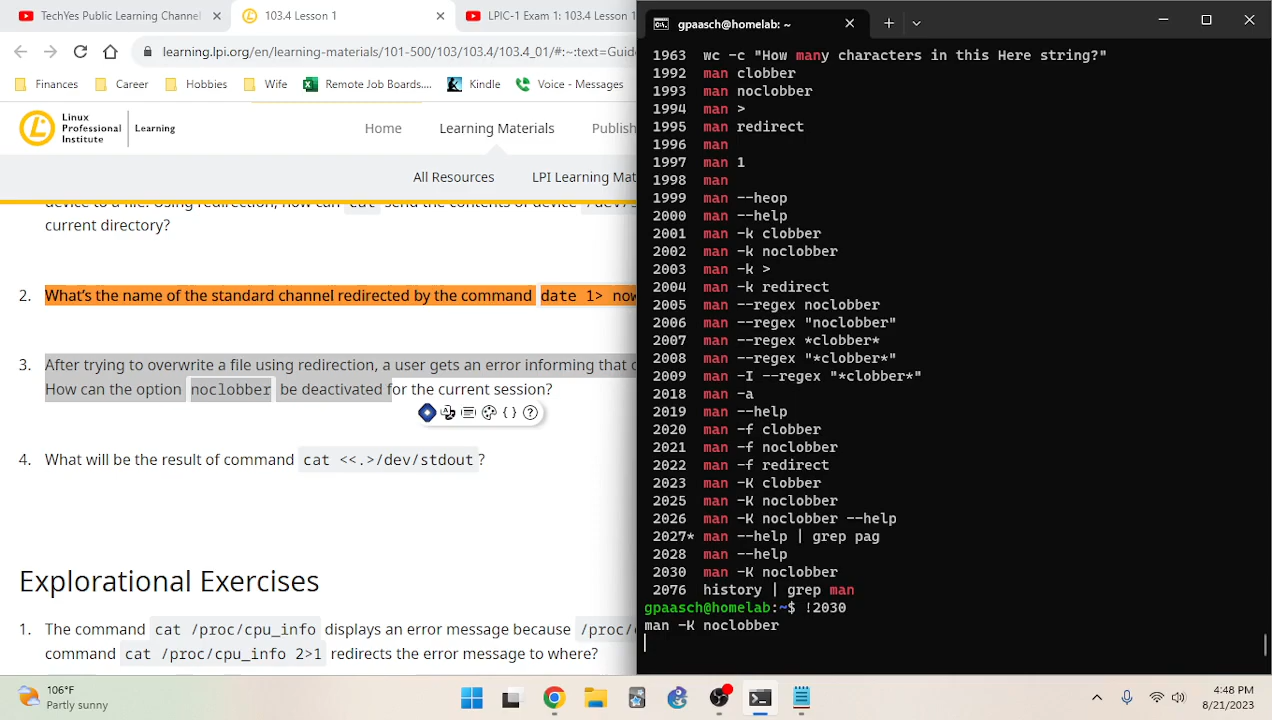 TechYes Public Learning Channel
103.4 Lesson 1
LPIC-1 Exam 1: 103.4 Lesson 1
learning.lpi.org/en/learning-materials/101-500/103/103.4/103.4_01/#:~:text=Guide
Finances
Career
Hobbies
Wife
Remote Job Boards....
Kindle
Voice - Messages
Linux
Professional
Institute
Learning
Home
Learning Materials
Publish
All Resources
LPI Learning Mat
current directory?
2. What's the name of the standard channel redirected by the command date 1> now
3. After trying to overwrite a file using redirection, a user gets an error informing that
How can the option noclobber be deactivated for the current session?
4. What will be the result of command cat <<.>/dev/stdout ?
Explorational Exercises
1. The command cat /proc/cpu_info displays an error message because /proc/
command cat /proc/cpu_info 2>1 redirects the error message to where?
gpaasch@homelab: ~
1963 wc -c "How many characters in this Here string?"
1992 man clobber
1993 man noclobber
1994 man >
1995 man redirect
1996 man
1997 man 1
1998 man
1999 man --heop
2000 man --help
2001 man -k clobber
2002 man -k noclobber
2003 man -k >
2004 man -k redirect
2005 man --regex noclobber
2006 man --regex "noclobber"
2007 man --regex *clobber*
2008 man --regex "*clobber*"
2009 man -I --regex "*clobber*"
2018 man -a
2019 man --help
2020 man -f clobber
2021 man -f noclobber
2022 man -f redirect
2023 man -K clobber
2025 man -K noclobber
2026 man -K noclobber --help
2027* man --help | grep pag
2028 man --help
2030 man -K noclobber
2076 history | grep man
gpaasch@homelab:~$ !2030
man -K noclobber
106°F
Partly sunny
4:48 PM
8/21/2023